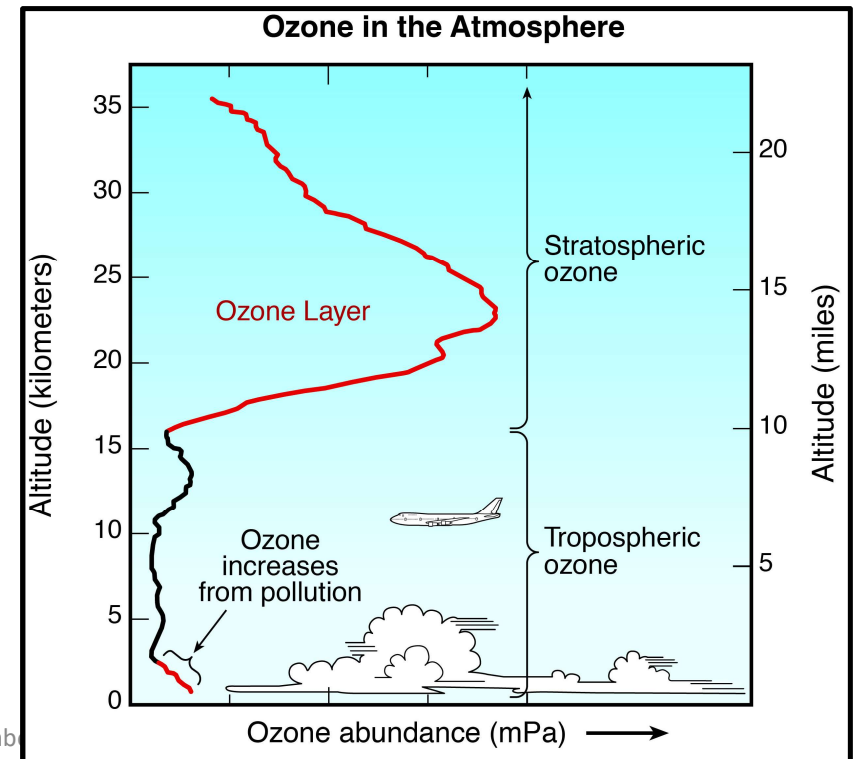 Ozone in the Atmosphere
35
30
25
20
15
10
5
0
Altitude (kilometers)
20
15
10
5
Altitude (miles)
Stratospheric
ozone
Ozone Layer
Tropospheric
ozone
Ozone
increases
from pollution
Ozone abundance (mPa)